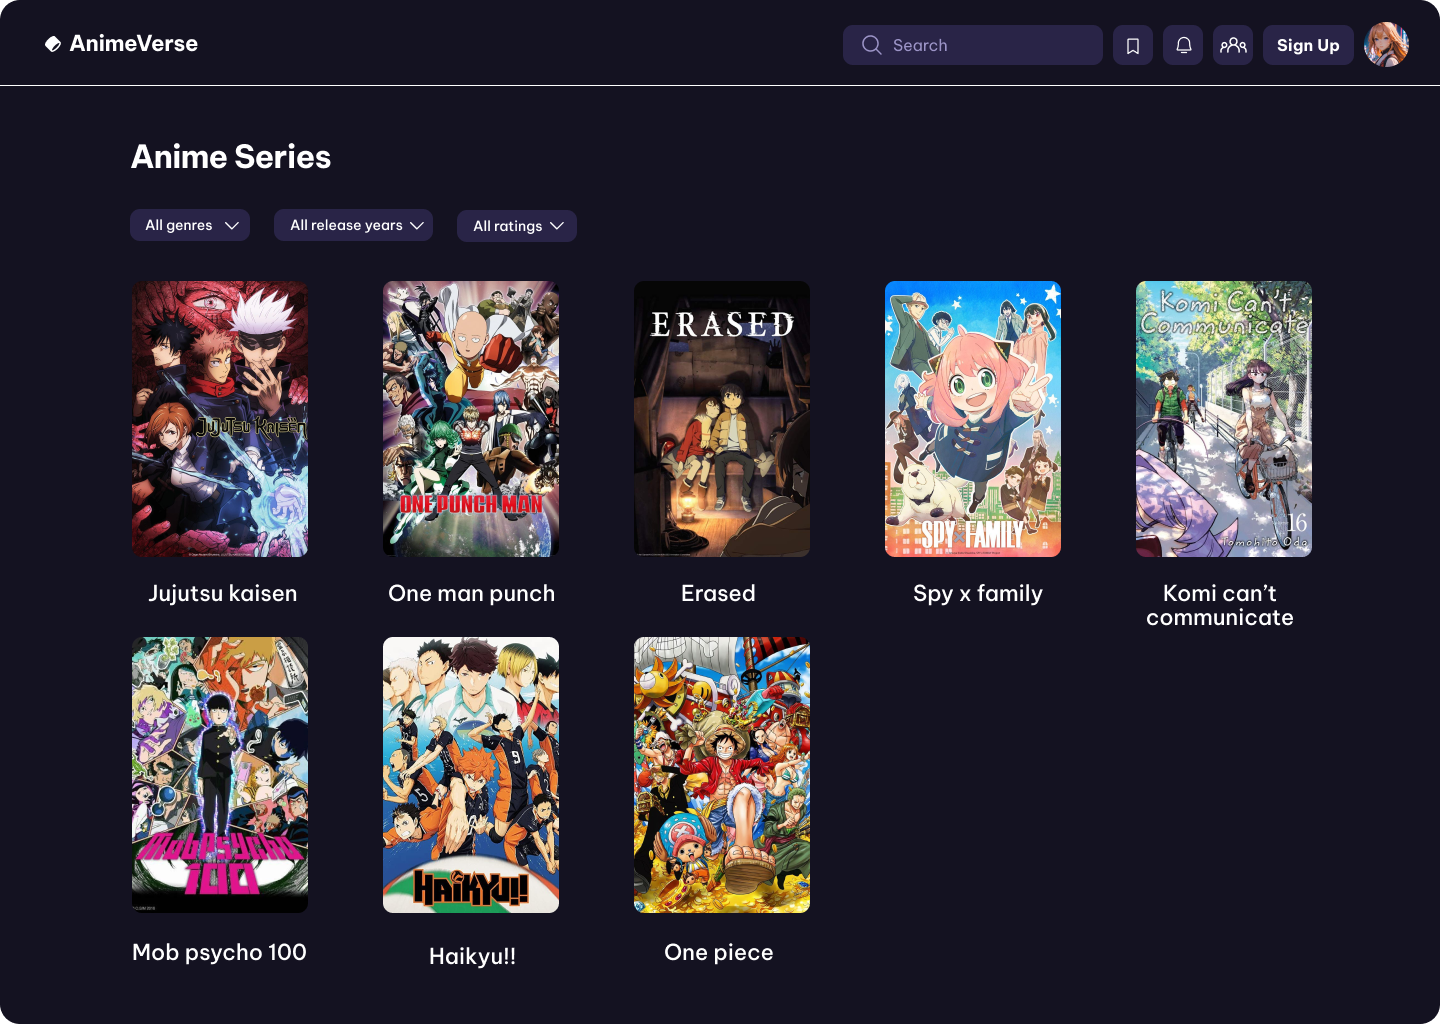 AnimeVerse
Search
Sign Up
Anime Series
All genres
All release years
All ratings
JUJUTSU KAISEN
ONE PUNCH MAN
ERASED
SPY x FAMILY
Komi Can't
Communicate
16
Tomohito Oda
Jujutsu kaisen
One man punch
Erased
Spy x family
Komi can't
communicate
Mob Psycho
100
5
9
HAIKYU!!
Mob psycho 100
Haikyu!!
One piece